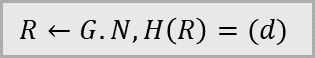 R ← G.N, H(R) = (d)